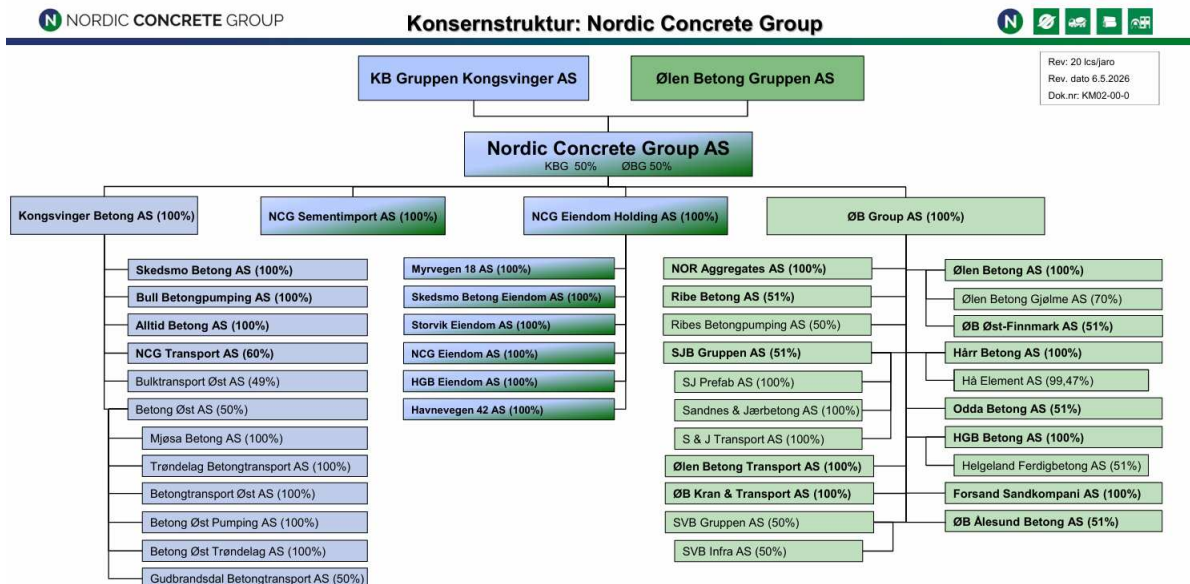 N NORDIC CONCRETE GROUP
Konsernstruktur: Nordic Concrete Group
N
Rev: 20 lcs/jaro
Rev. dato 6.5.2026
Dok.nr: KM02-00-0
KB Gruppen Kongsvinger AS
Ølen Betong Gruppen AS
Nordic Concrete Group AS
KBG 50% ØBG 50%
Kongsvinger Betong AS (100%)
NCG Sementimport AS (100%)
NCG Eiendom Holding AS (100%)
ØB Group AS (100%)
Skedsmo Betong AS (100%)
Bull Betongpumping AS (100%)
Alltid Betong AS (100%)
NCG Transport AS (60%)
Bulktransport Øst AS (49%)
Betong Øst AS (50%)
Mjøsa Betong AS (100%)
Trøndelag Betongtransport AS (100%)
Betongtransport Øst AS (100%)
Betong Øst Pumping AS (100%)
Betong Øst Trøndelag AS (100%)
Gudbrandsdal Betongtransport AS (50%)
Myrvegen 18 AS (100%)
Skedsmo Betong Eiendom AS (100%)
Storvik Eiendom AS (100%)
NCG Eiendom AS (100%)
HGB Eiendom AS (100%)
Havnevegen 42 AS (100%)
NOR Aggregates AS (100%)
Ribe Betong AS (51%)
Ribes Betongpumping AS (50%)
SJB Gruppen AS (51%)
SJ Prefab AS (100%)
Sandnes & Jærbetong AS (100%)
S & J Transport AS (100%)
Ølen Betong Transport AS (100%)
ØB Kran & Transport AS (100%)
SVB Gruppen AS (50%)
SVB Infra AS (50%)
Ølen Betong AS (100%)
Ølen Betong Gjølme AS (70%)
ØB Øst-Finnmark AS (51%)
Hårr Betong AS (100%)
Hå Element AS (99,47%)
Odda Betong AS (51%)
HGB Betong AS (100%)
Helgeland Ferdigbetong AS (51%)
Forsand Sandkompani AS (100%)
ØB Ålesund Betong AS (51%)